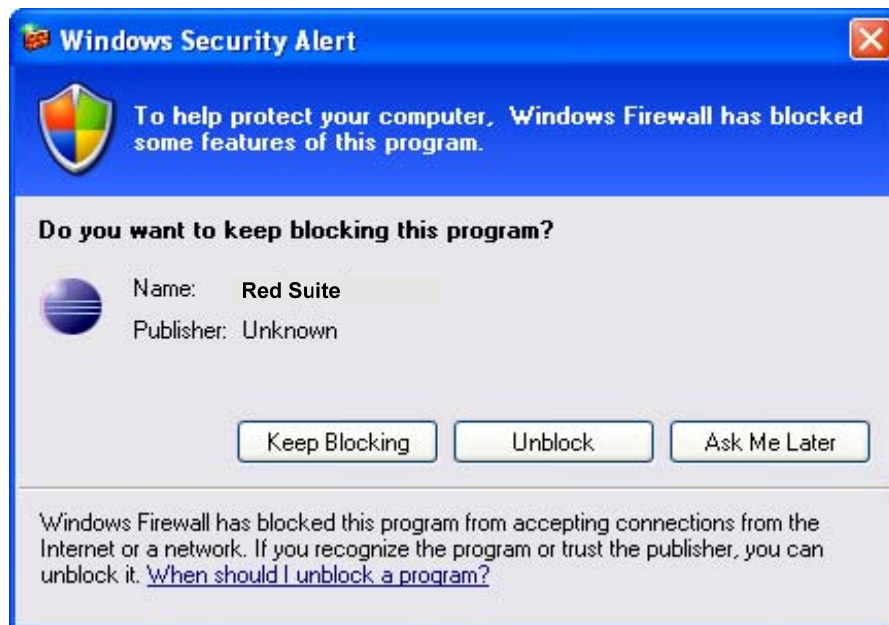 Windows Security Alert
To help protect your computer, Windows Firewall has blocked
some features of this program.
Do you want to keep blocking this program?
Name: Red Suite
Publisher: Unknown
Keep Blocking Unblock Ask Me Later
Windows Firewall has blocked this program from accepting connections from the
Internet or a network. If you recognize the program or trust the publisher, you can
unblock it. When should I unblock a program?